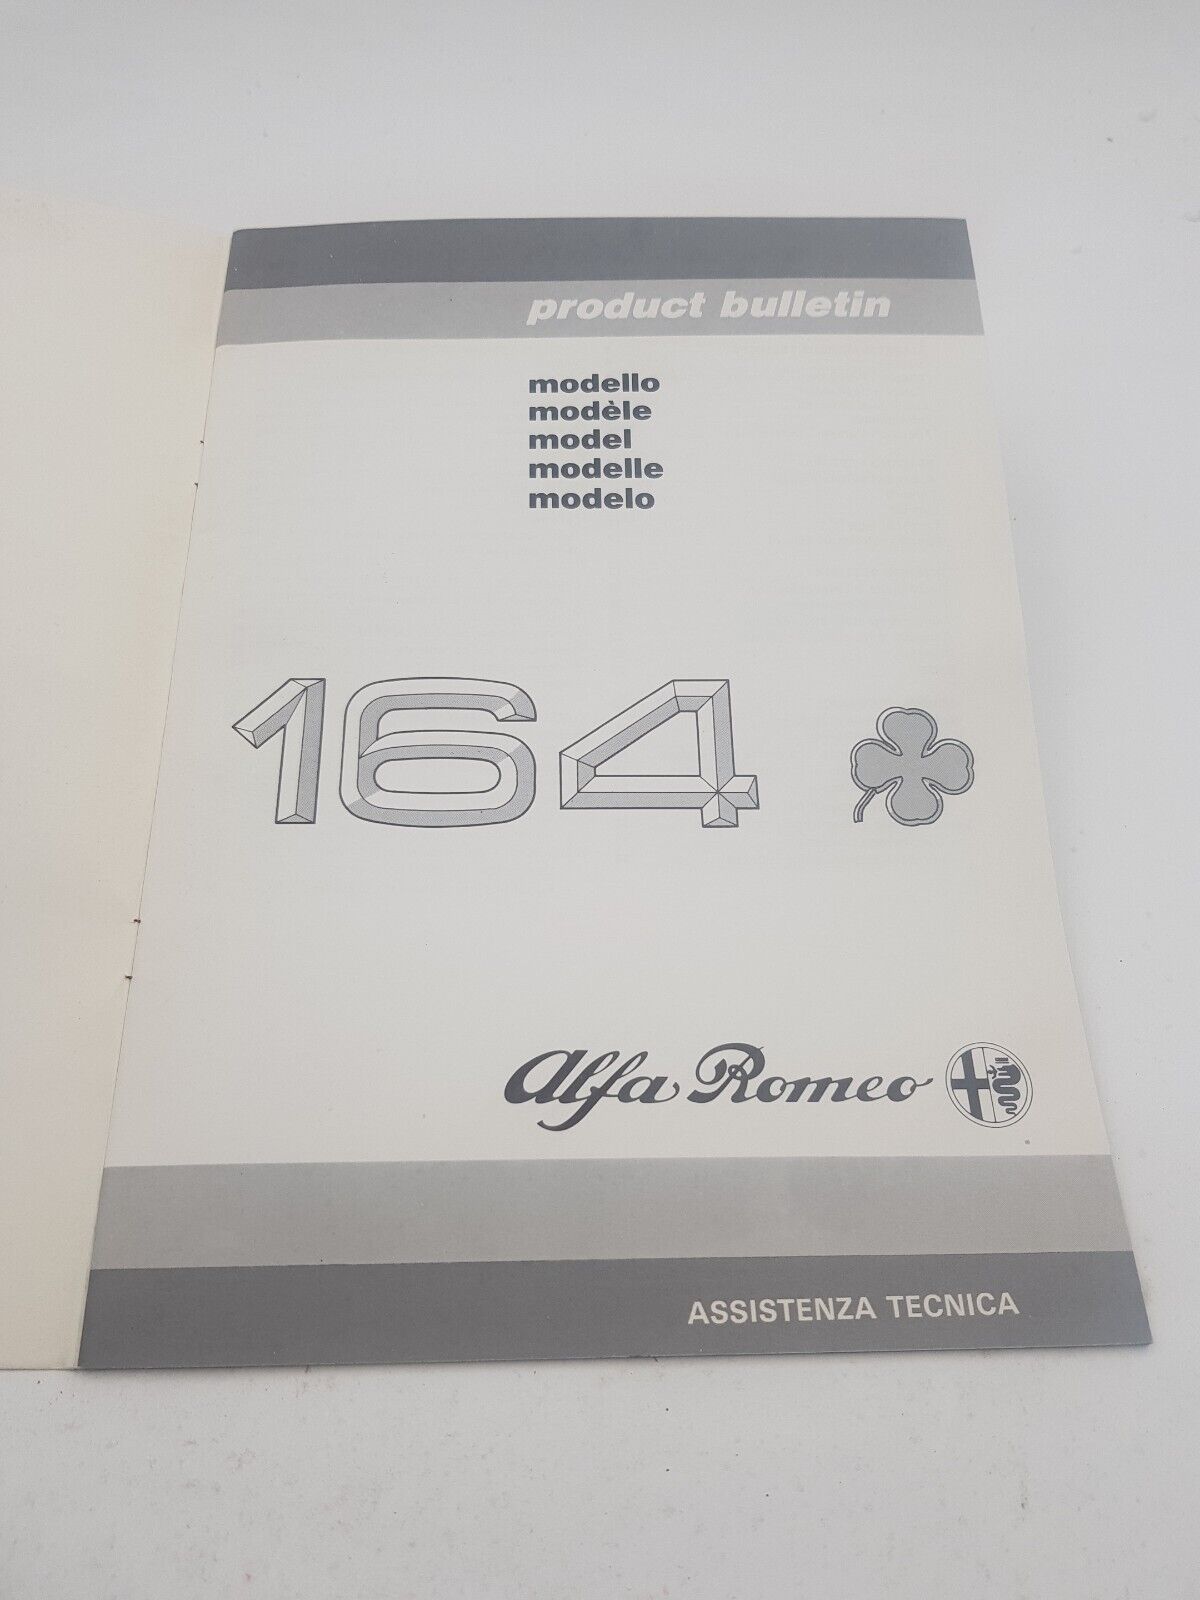 product bulletin
modello
modèle
model
modelle
modelo
164
Alfa Romeo
ASSISTENZA TECNICA